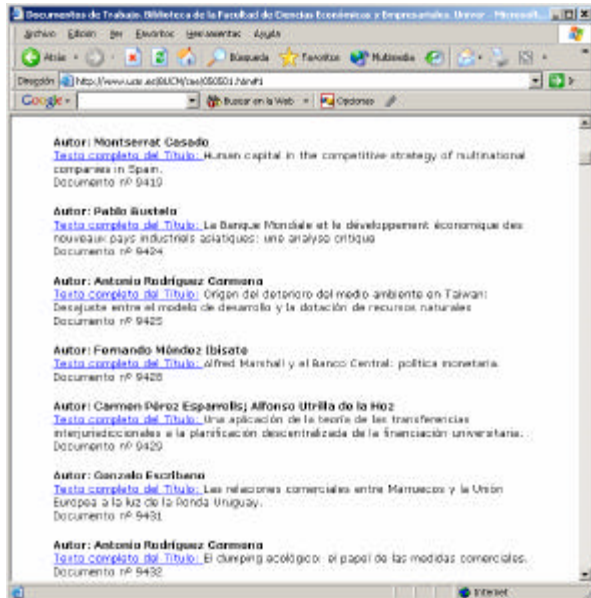 Documentos de Trabajo. Biblioteca de la Facultad de Ciencias Económicas y Empresariales. Univer - Microsoft
Archivo Edición Ver Favoritos Herramientas Ayuda
Atrás Búsqueda Favoritos Multimedia
Dirección
Google Buscar en la Web Opciones
Autor: Montserrat Casado
Texto completo del Título: Human capital in the competitive strategy of multinational
companies in Spain.
Documento nº 9419
Autor: Pablo Bustelo
Texto completo del Título: La Banque Mondiale et le développement économique des
nouveaux pays industriels asiatiques: une analyse critique
Documento nº 9424
Autor: Antonio Rodríguez Carmona
Texto completo del Título: Origen del deterioro del medio ambiente en Taiwan:
Desajuste entre el modelo de desarrollo y la dotación de recursos naturales
Documento nº 9425
Autor: Fernando Méndez Ibisate
Texto completo del Título: Alfred Marshall y el Banco Central: política monetaria.
Documento nº 9428
Autor: Carmen Pérez Esparrells; Alfonso Utrilla de la Hoz
Texto completo del Título: Una aplicación de la teoría de las transferencias
interjurisdiccionales a la planificación descentralizada de la financiación universitaria.
Documento nº 9429
Autor: Gonzalo Escribano
Texto completo del Título: Las relaciones comerciales entre Marruecos y la Unión
Europea a la luz de la Ronda Uruguay.
Documento nº 9431
Autor: Antonio Rodríguez Carmona
Texto completo del Título: El dumping ecológico: el papel de las medidas comerciales.
Documento nº 9432
Internet